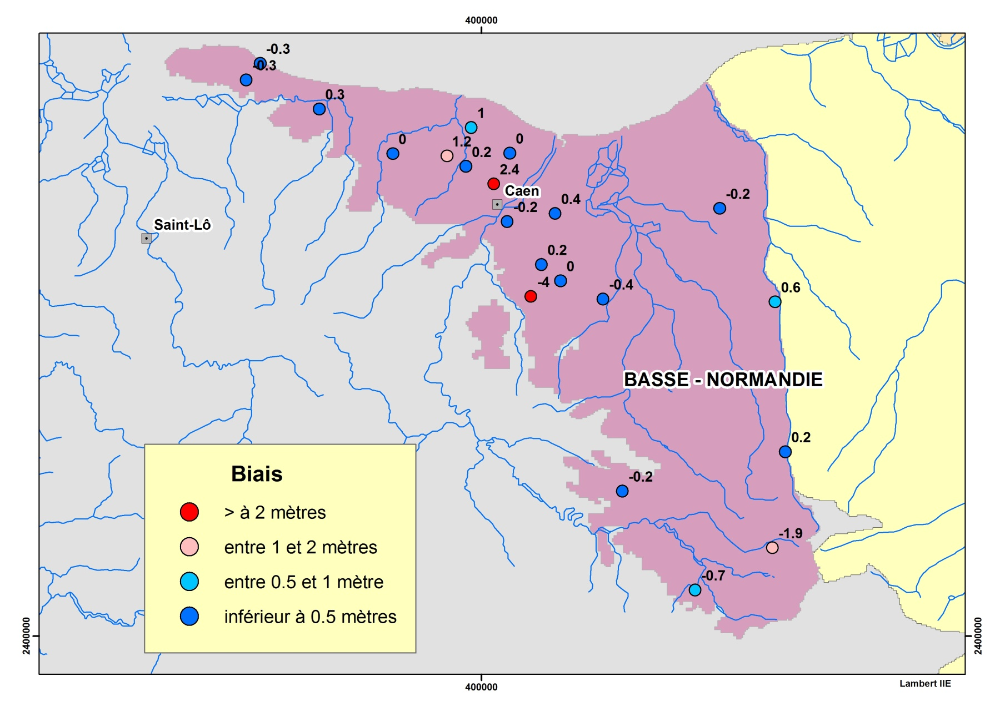 400000
-0.3
-0.3
0.3
1
0
1.2
0
0.2
2.4
Caen
-0.2
0.4
-0.2
Saint-Lô
0.2
0
-4
-0.4
0.6
BASSE - NORMANDIE
0.2
-0.2
-1.9
-0.7
Biais
> à 2 mètres
entre 1 et 2 mètres
entre 0.5 et 1 mètre
inférieur à 0.5 mètres
2400000
2400000
400000
Lambert IIE